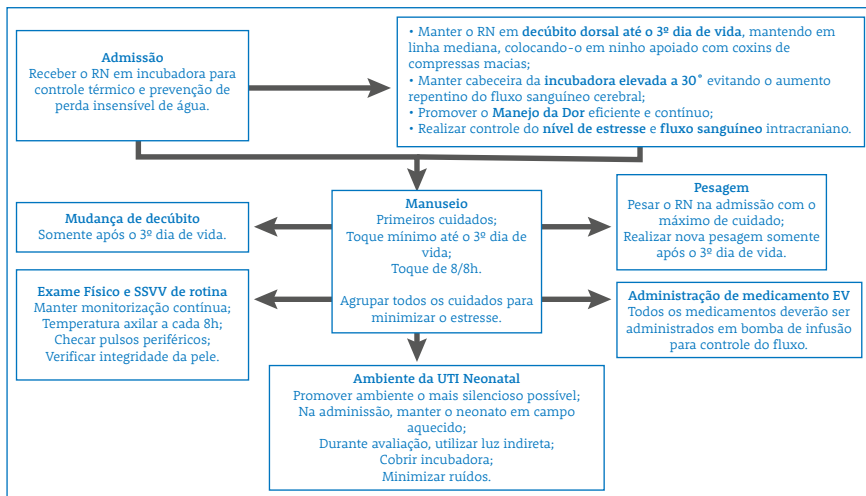 Admissão
Receber o RN em incubadora para
controle térmico e prevenção de
perda insensível de água.
• Manter o RN em decúbito dorsal até o 3º dia de vida, mantendo em
linha mediana, colocando-o em ninho apoiado com coxins de
compressas macias;
• Manter cabeceira da incubadora elevada a 30˚ evitando o aumento
repentino do fluxo sanguíneo cerebral;
• Promover o Manejo da Dor eficiente e contínuo;
• Realizar controle do nível de estresse e fluxo sanguíneo intracraniano.
Mudança de decúbito
Somente após o 3º dia de vida.
Manuseio
Primeiros cuidados;
Toque mínimo até o 3º dia de
vida;
Toque de 8/8h.
Agrupar todos os cuidados para
minimizar o estresse.
Pesagem
Pesar o RN na admissão com o
máximo de cuidado;
Realizar nova pesagem somente
após o 3º dia de vida.
Exame Físico e SSVV de rotina
Manter monitorização contínua;
Temperatura axilar a cada 8h;
Checar pulsos periféricos;
Verificar integridade da pele.
Administração de medicamento EV
Todos os medicamentos deverão ser
administrados em bomba de infusão
para controle do fluxo.
Ambiente da UTI Neonatal
Promover ambiente o mais silencioso possível;
Na adminissão, manter o neonato em campo
aquecido;
Durante avaliação, utilizar luz indireta;
Cobrir incubadora;
Minimizar ruídos.